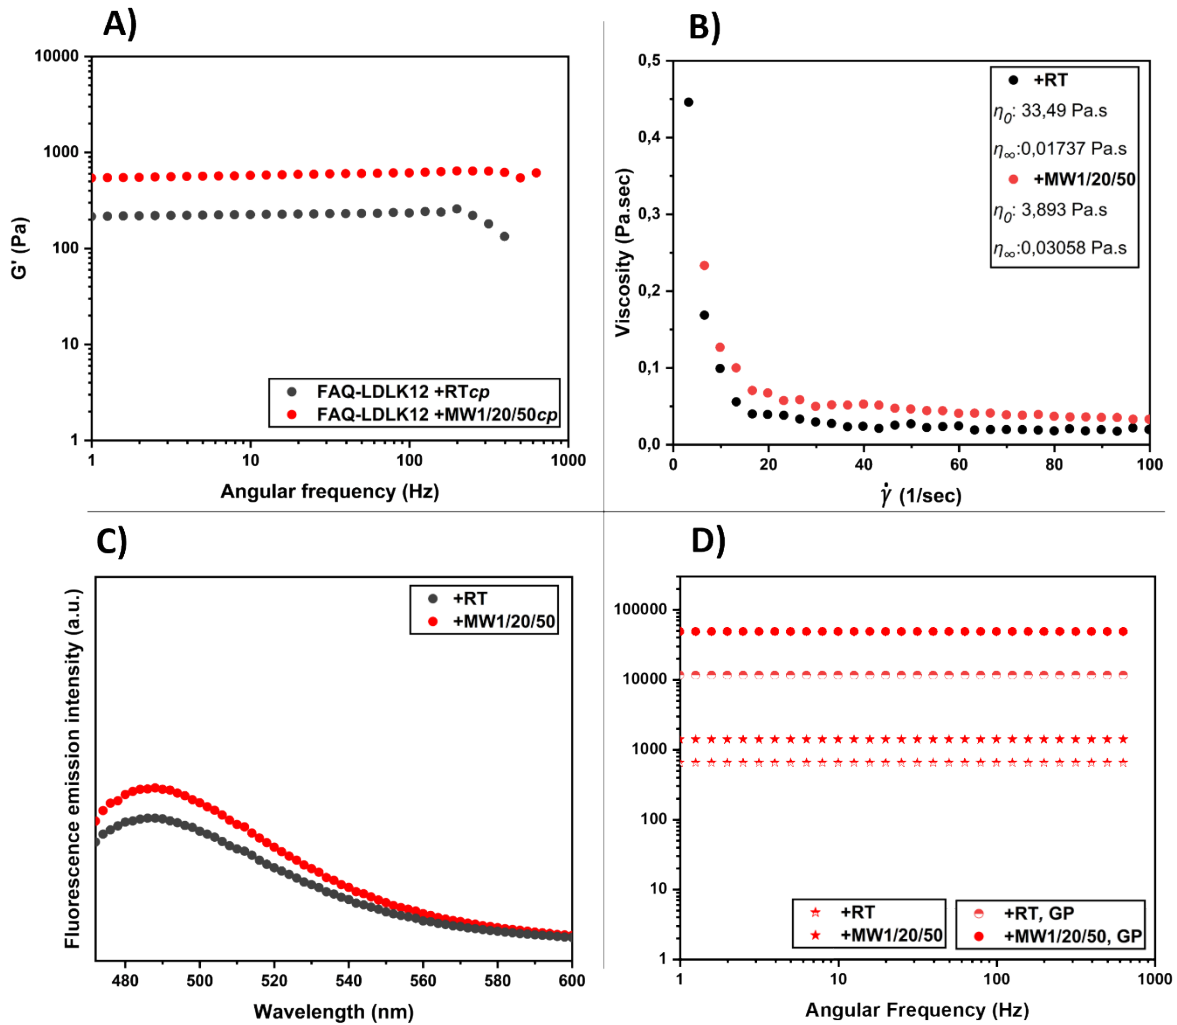 A)
10000
1000
100
10
1
G' (Pa)
FAQ-LDLK12 +RTcp
FAQ-LDLK12 +MW1/20/50cp
1
10
100
1000
Angular frequency (Hz)
B)
0,5
0,4
0,3
0,2
0,1
0,0
Viscosity (Pa.sec)
+RT
η0: 33,49 Pa.s
η∞:0,01737 Pa.s
+MW1/20/50
η0: 3,893 Pa.s
η∞:0,03058 Pa.s
0
20
40
60
80
100
γ̇ (1/sec)
C)
Fluorescence emission intensity (a.u.)
+RT
+MW1/20/50
480
500
520
540
560
580
600
Wavelength (nm)
D)
100000
10000
1000
100
10
1
+RT
+MW1/20/50
+RT, GP
+MW1/20/50, GP
1
10
100
1000
Angular Frequency (Hz)